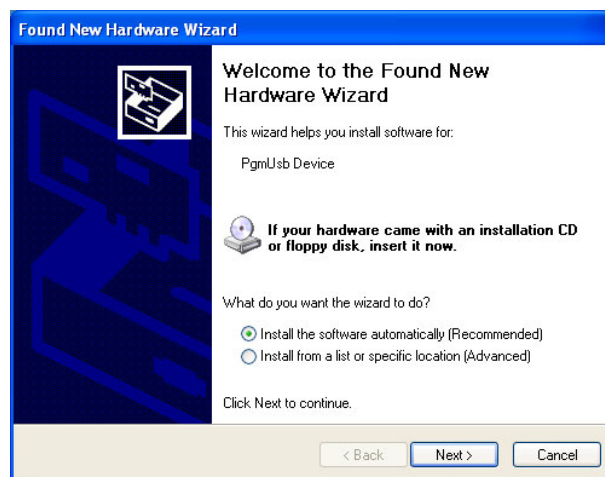 Found New Hardware Wizard
Welcome to the Found New
Hardware Wizard
This wizard helps you install software for:
PgmUsb Device
If your hardware came with an installation CD
or floppy disk, insert it now.
What do you want the wizard to do?
Install the software automatically (Recommended)
Install from a list or specific location (Advanced)
Click Next to continue.
< Back
Next >
Cancel